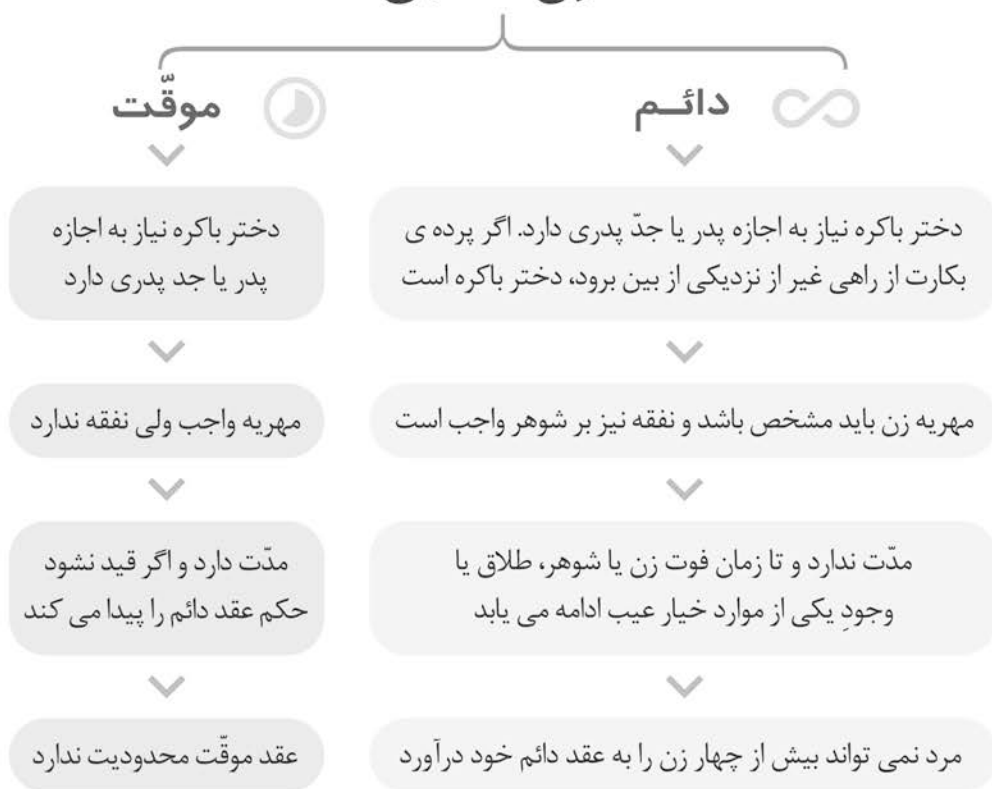 دائـم
دختر باکره نیاز به اجازه پدر یا جدّ پدری دارد. اگر پرده ی
بکارت از راهی غیر از نزدیکی از بین برود، دختر باکره است
مهریه زن باید مشخص باشد و نفقه نیز بر شوهر واجب است
مدّت ندارد و تا زمان فوت زن یا شوهر، طلاق یا
وجودِ یکی از موارد خیار عیب ادامه می یابد
مرد نمی تواند بیش از چهار زن را به عقد دائم خود درآورد
موقّت
دختر باکره نیاز به اجازه
پدر یا جد پدری دارد
مهریه واجب ولی نفقه ندارد
مدّت دارد و اگر قید نشود
حکم عقد دائم را پیدا می کند
عقد موقّت محدودیت ندارد